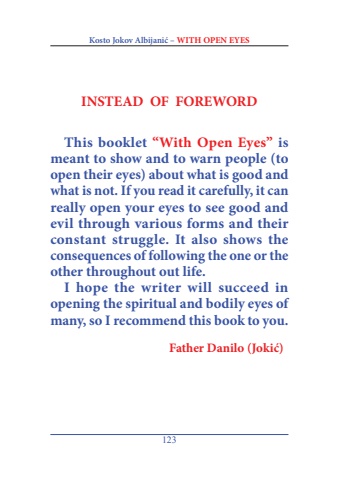 Kosto Jokov Albijanić – WITH OPEN EYES
INSTEAD OF FOREWORD
This booklet “With Open Eyes” is
meant to show and to warn people (to
open their eyes) about what is good and
what is not. If you read it carefully, it can
really open your eyes to see good and
evil through various forms and their
constant struggle. It also shows the
consequences of following the one or the
other throughout out life.
I hope the writer will succeed in
opening the spiritual and bodily eyes of
many, so I recommend this book to you.
Father Danilo (Jokić)
123